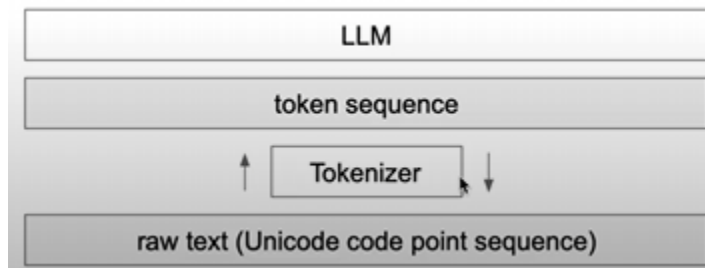 LLM
token sequence
Tokenizer
raw text (Unicode code point sequence)